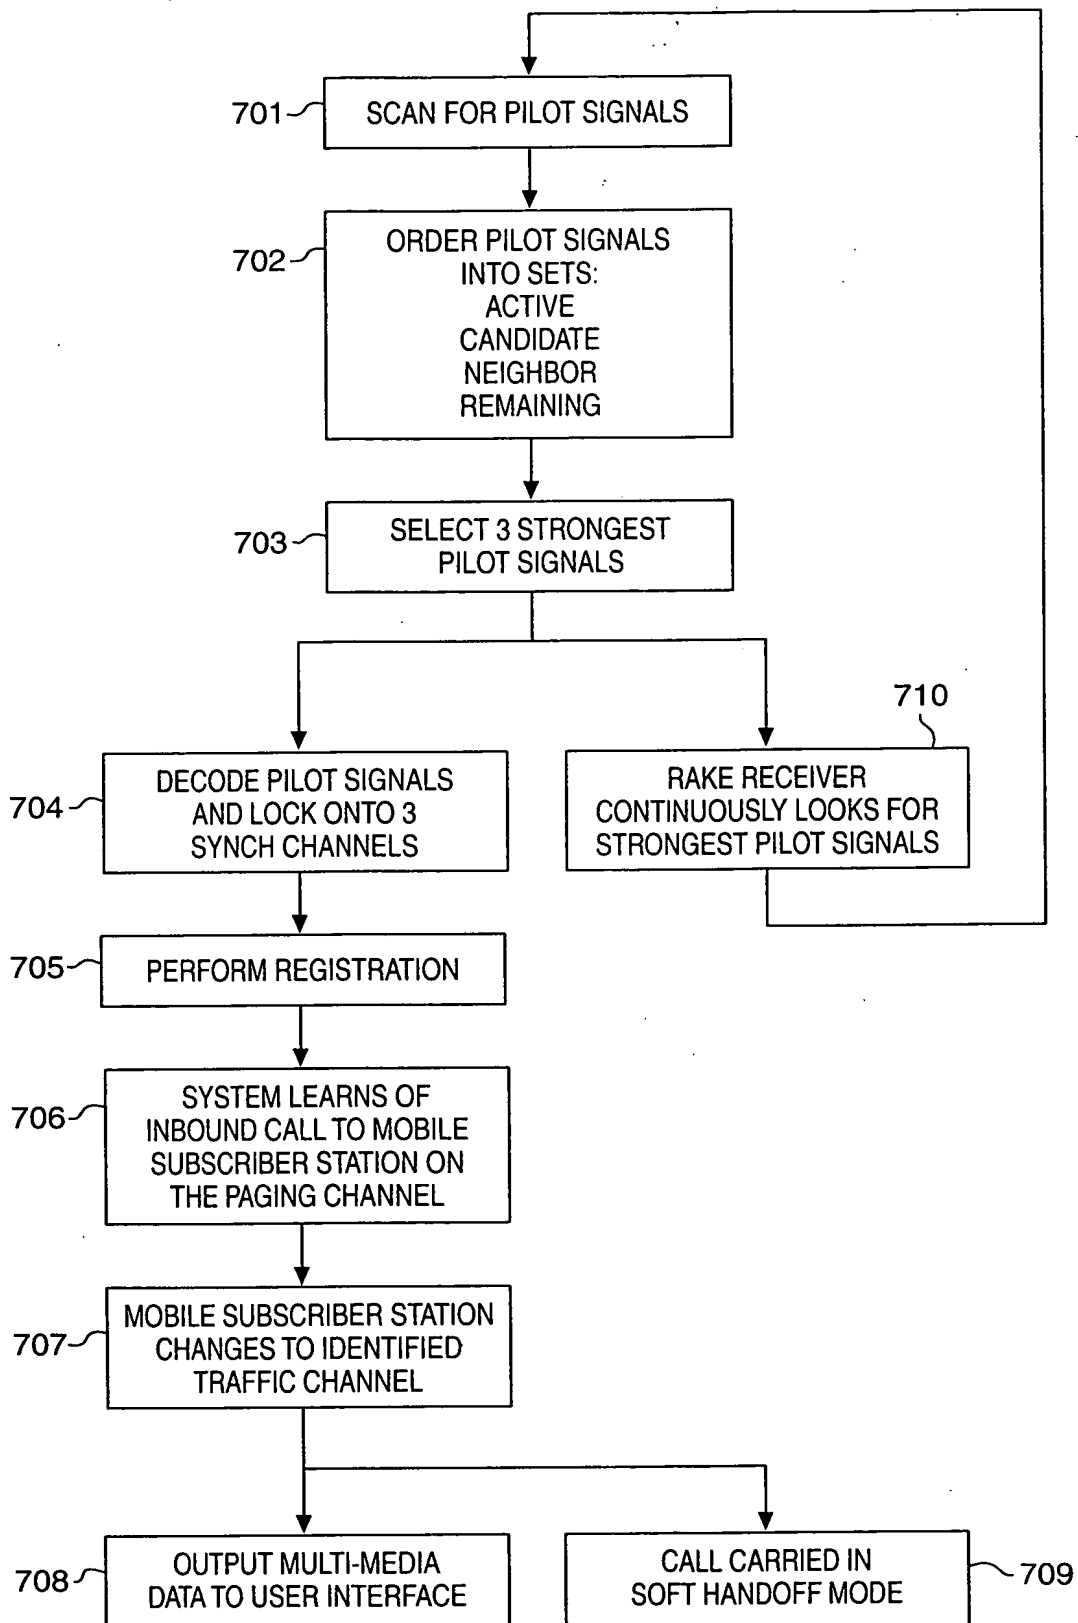 701
SCAN FOR PILOT SIGNALS
702
ORDER PILOT SIGNALS
INTO SETS:
ACTIVE
CANDIDATE
NEIGHBOR
REMAINING
703
SELECT 3 STRONGEST
PILOT SIGNALS
704
DECODE PILOT SIGNALS
AND LOCK ONTO 3
SYNCH CHANNELS
710
RAKE RECEIVER
CONTINUOUSLY LOOKS FOR
STRONGEST PILOT SIGNALS
705
PERFORM REGISTRATION
706
SYSTEM LEARNS OF
INBOUND CALL TO MOBILE
SUBSCRIBER STATION ON
THE PAGING CHANNEL
707
MOBILE SUBSCRIBER STATION
CHANGES TO IDENTIFIED
TRAFFIC CHANNEL
708
OUTPUT MULTI-MEDIA
DATA TO USER INTERFACE
CALL CARRIED IN
SOFT HANDOFF MODE
709